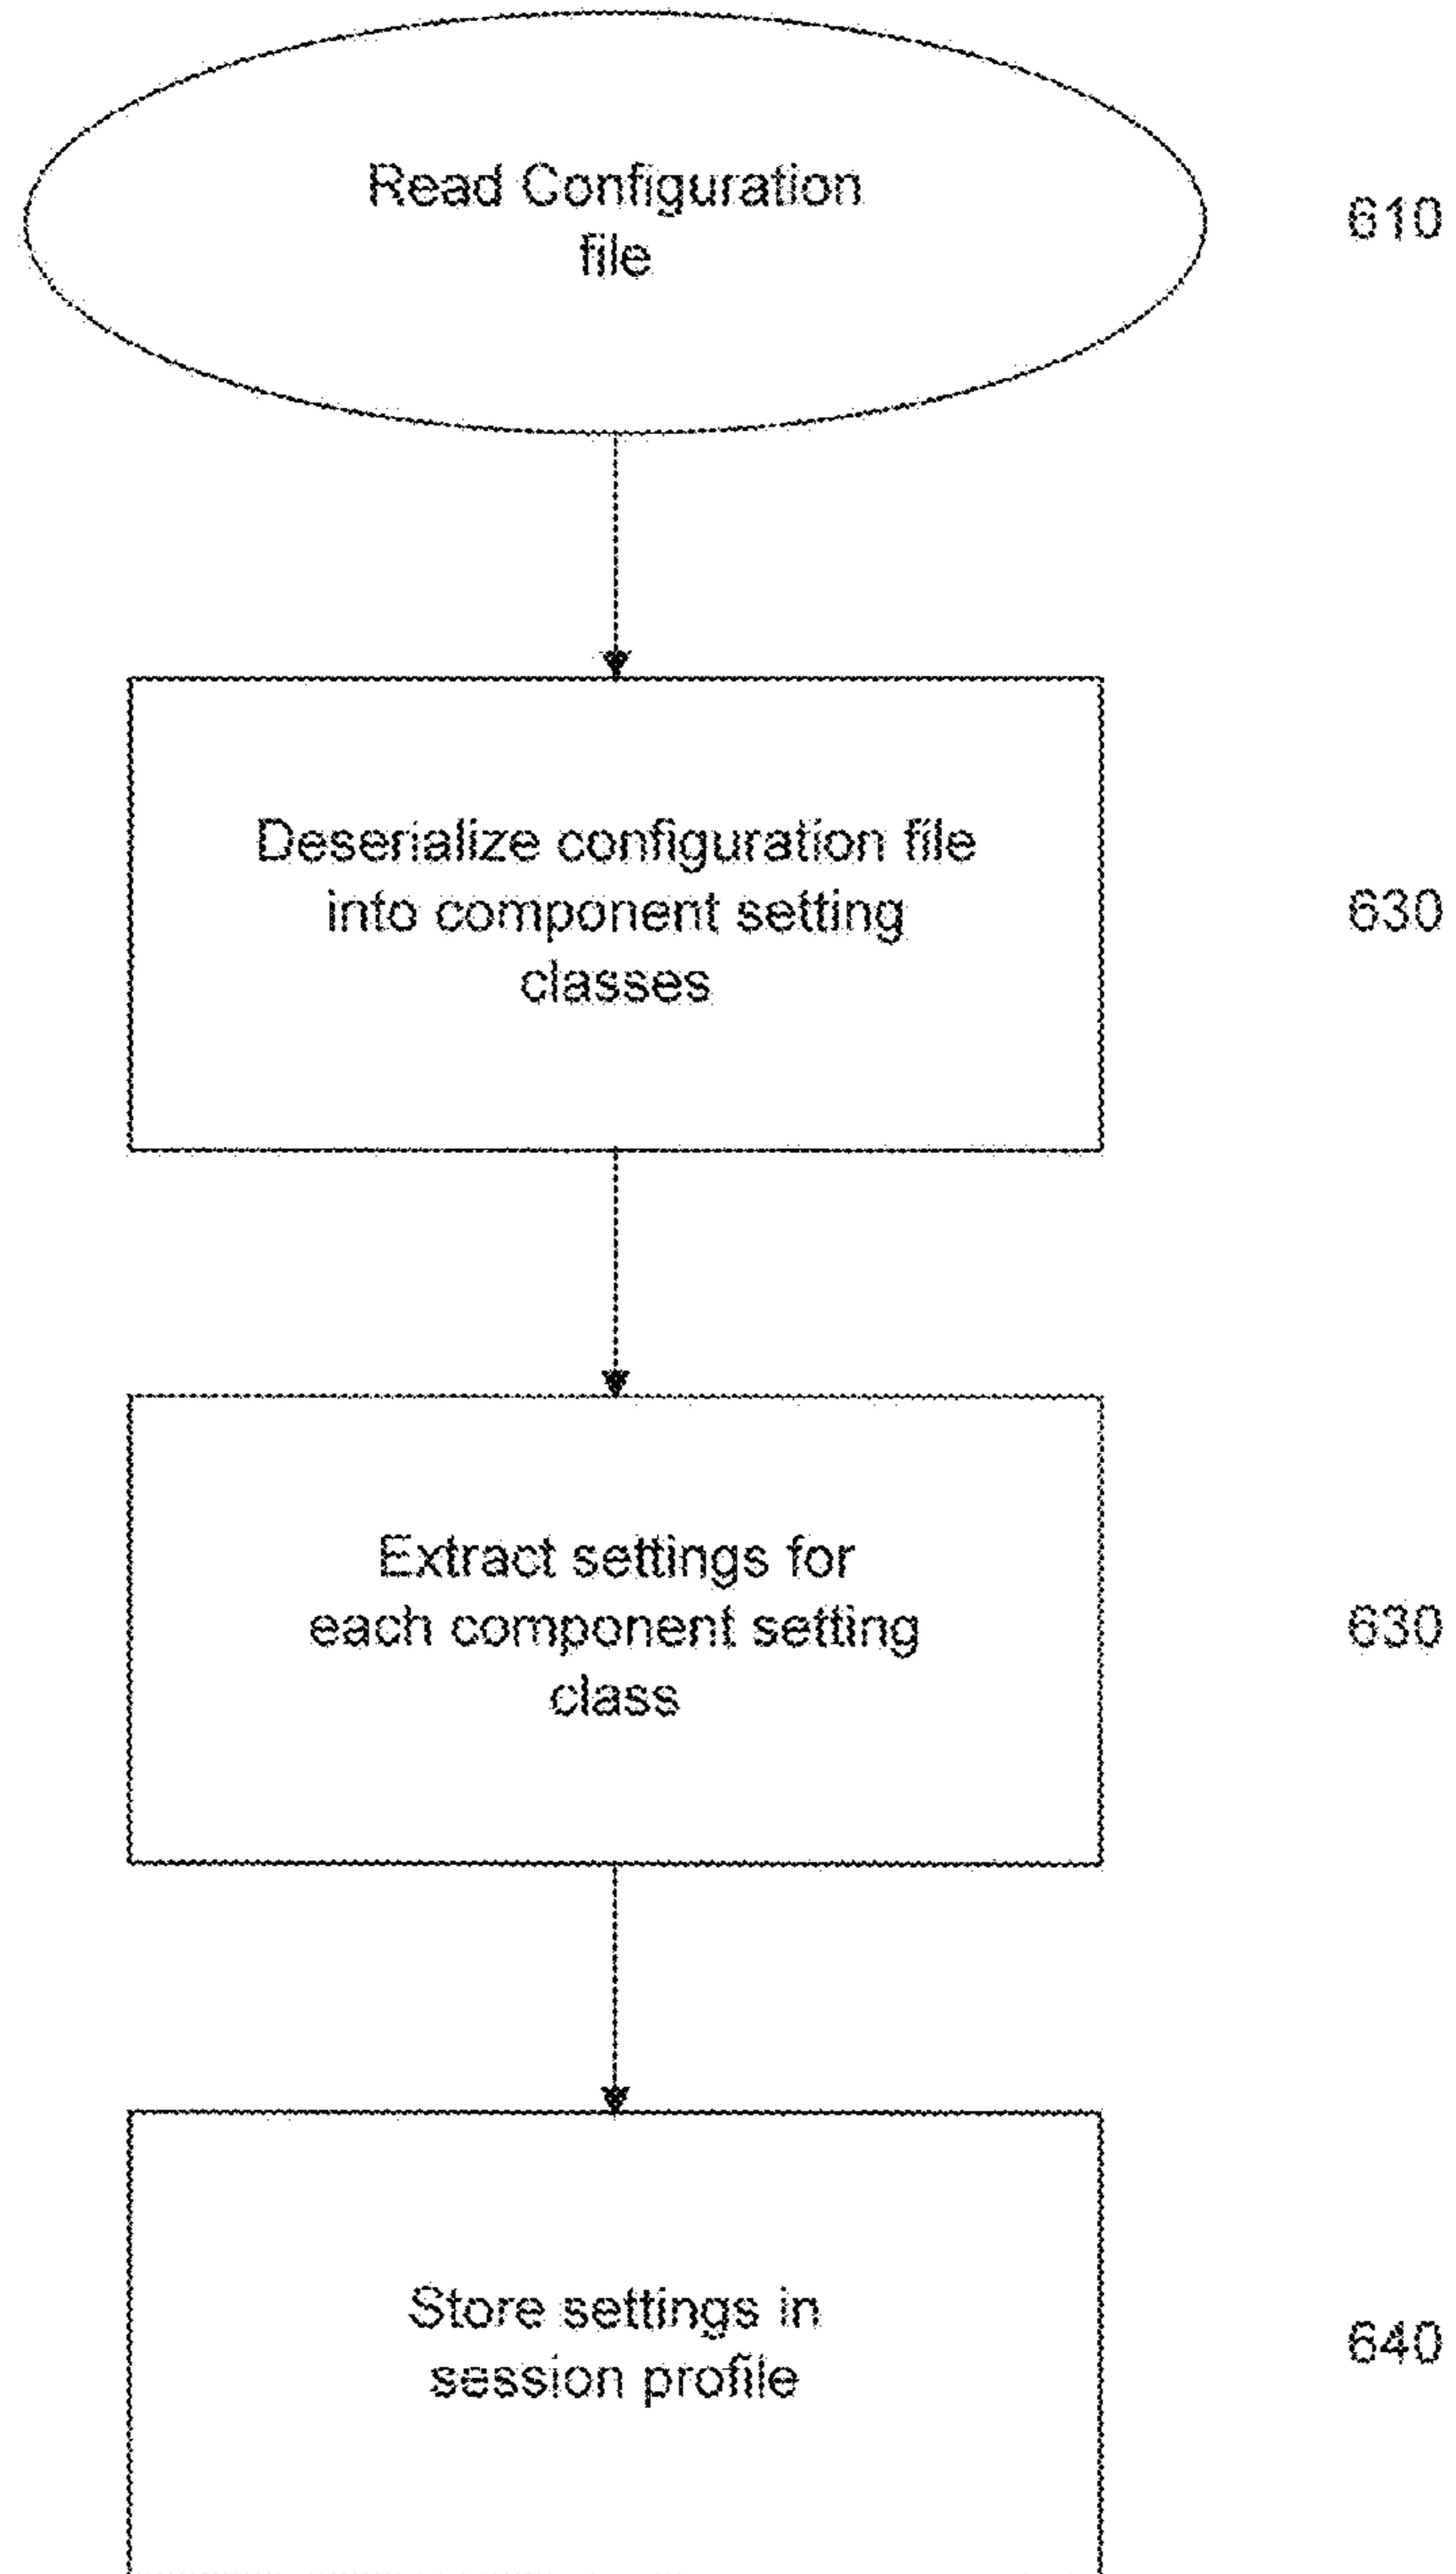 Read Configuration
file
610
Deserialize configuration file
into component setting
classes
630
Extract settings for
each component setting
class
630
Store settings in
session profile
640